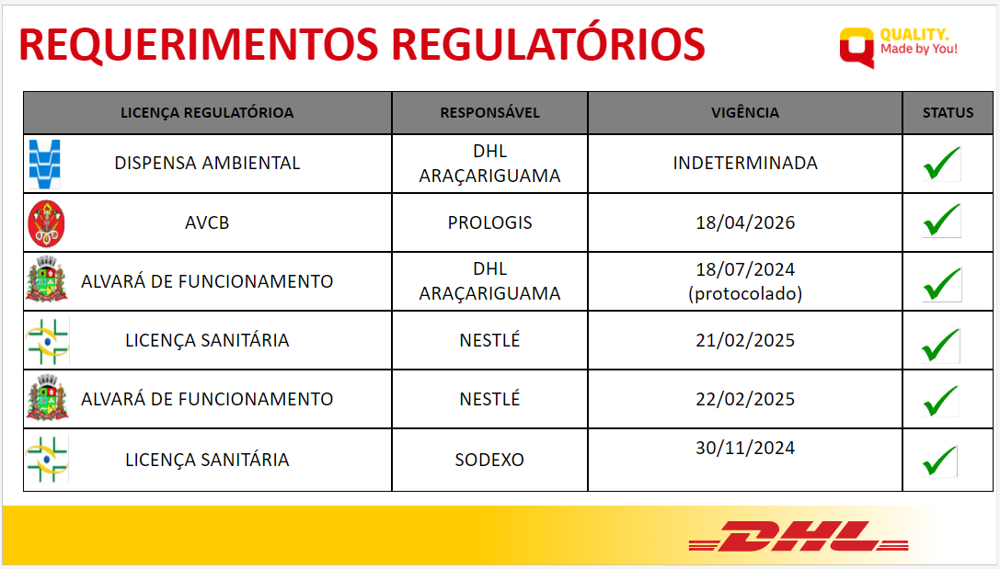 REQUERIMENTOS REGULATÓRIOS
QUALITY.
Made by You!
LICENÇA REGULATÓRIOA
RESPONSÁVEL
VIGÊNCIA
STATUS
DISPENSA AMBIENTAL
DHL
ARAÇARIGUAMA
INDETERMINADA
AVCB
PROLOGIS
18/04/2026
ALVARÁ DE FUNCIONAMENTO
DHL
ARAÇARIGUAMA
18/07/2024
(protocolado)
LICENÇA SANITÁRIA
NESTLÉ
21/02/2025
ALVARÁ DE FUNCIONAMENTO
NESTLÉ
22/02/2025
LICENÇA SANITÁRIA
SODEXO
30/11/2024
DHL